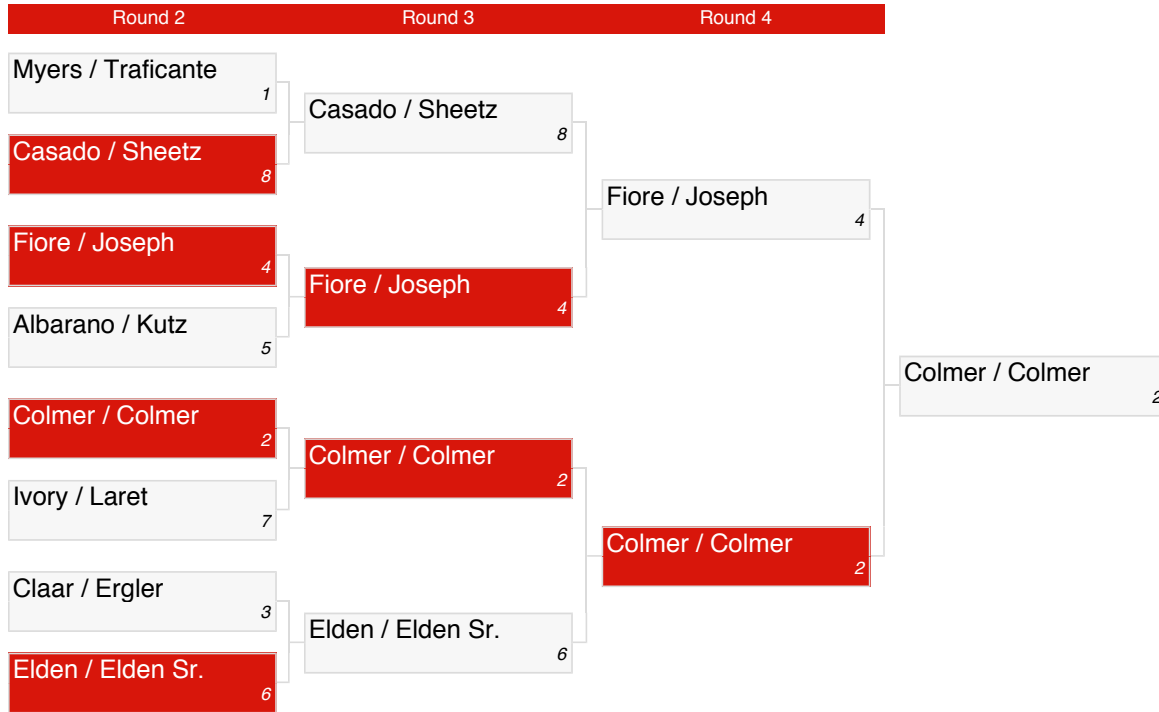 Round 2
Round 3
Round 4
Myers / Traficante
1
Casado / Sheetz
8
Fiore / Joseph
4
Albarano / Kutz
5
Colmer / Colmer
2
Ivory / Laret
7
Claar / Ergler
3
Elden / Elden Sr.
6
Casado / Sheetz
8
Fiore / Joseph
4
Colmer / Colmer
2
Elden / Elden Sr.
6
Fiore / Joseph
4
Colmer / Colmer
2
Colmer / Colmer
2